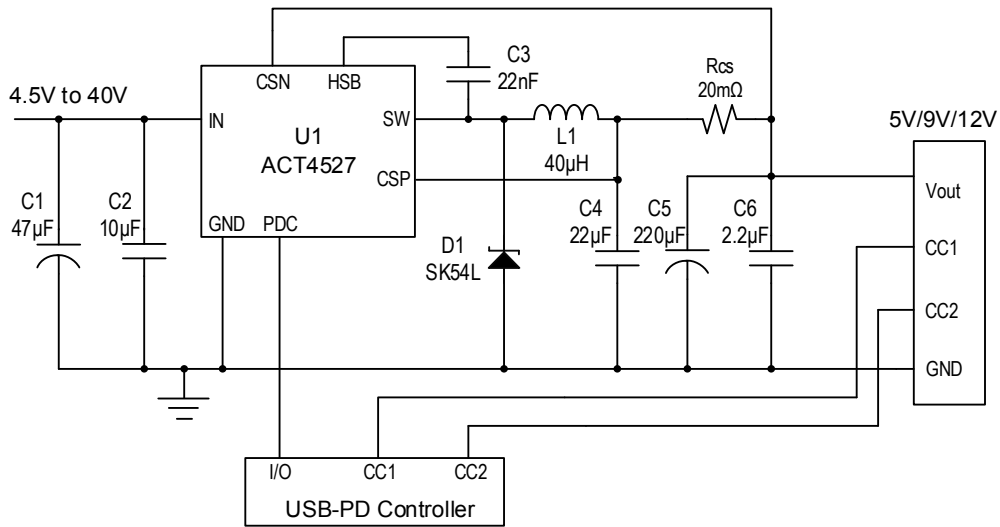 4.5V to 40V
CSN
HSB
IN
SW
CSP
U1
ACT4527
GND
PDC
C1
47µF
C2
10µF
C3
22nF
L1
40µH
Rcs
20mΩ
D1
SK54L
C4
22µF
C5
220µF
C6
2.2µF
5V/9V/12V
Vout
CC1
CC2
GND
I/O
CC1
CC2
USB-PD Controller